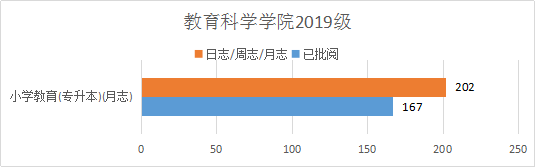 教育科学学院2019级
日志/周志/月志 已批阅
小学教育(专升本)(月志)
202
167
0 50 100 150 200 250